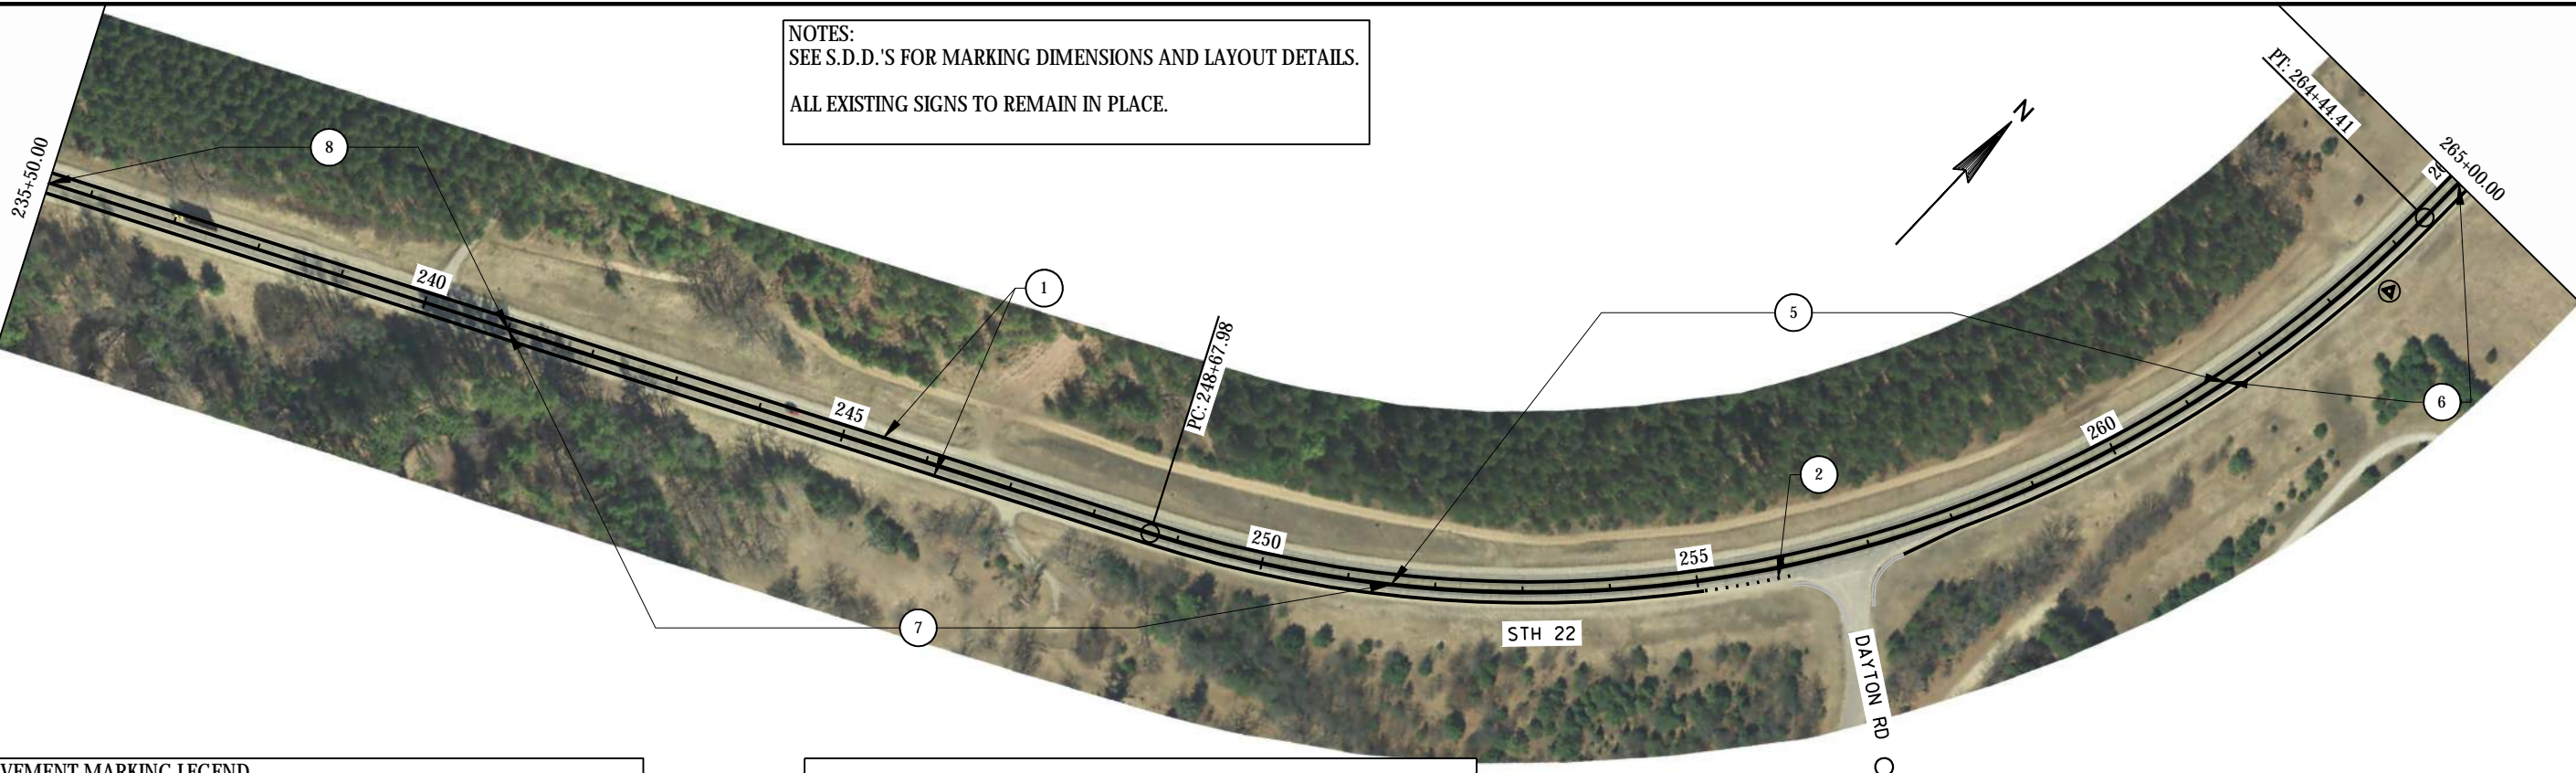 NOTES:
SEE S.D.D.'S FOR MARKING DIMENSIONS AND LAYOUT DETAILS.
ALL EXISTING SIGNS TO REMAIN IN PLACE.
N
PT: 264+44.41
265+00.00
235+50.00
8
240
1
245
PC: 248+67.98
5
6
260
2
250
255
7
STH 22
DAYTON RD
VEMENT MARKING LEGEND